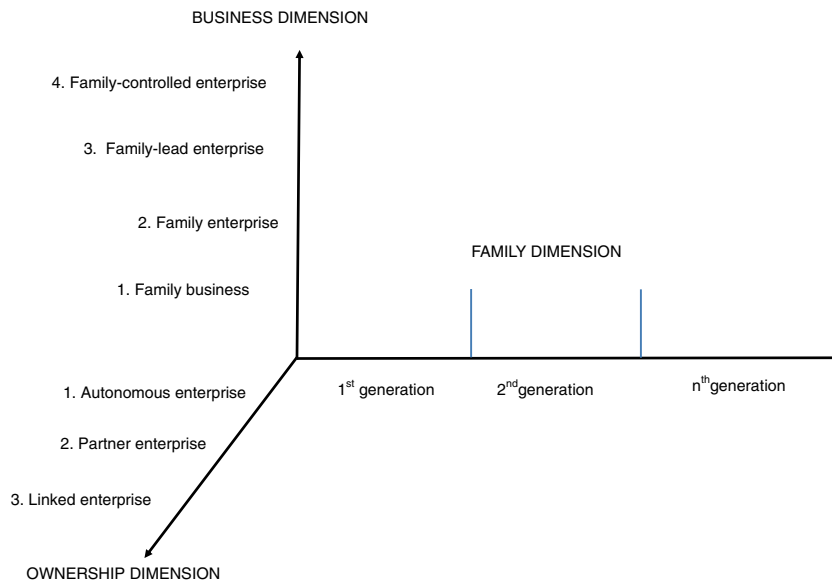 BUSINESS DIMENSION
4. Family-controlled enterprise
3. Family-lead enterprise
2. Family enterprise
FAMILY DIMENSION
1. Family business
1st generation
2nd generation
nth generation
1. Autonomous enterprise
2. Partner enterprise
3. Linked enterprise
OWNERSHIP DIMENSION